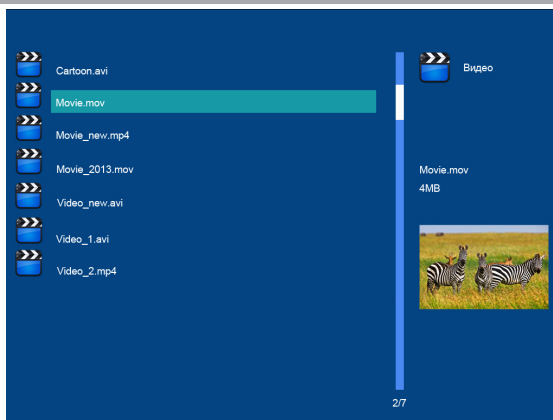 Cartoon.avi
Movie.mov
Movie_new.mp4
Movie_2013.mov
Video_new.avi
Video_1.avi
Video_2.mp4
Видео
Movie.mov
4MB
2/7